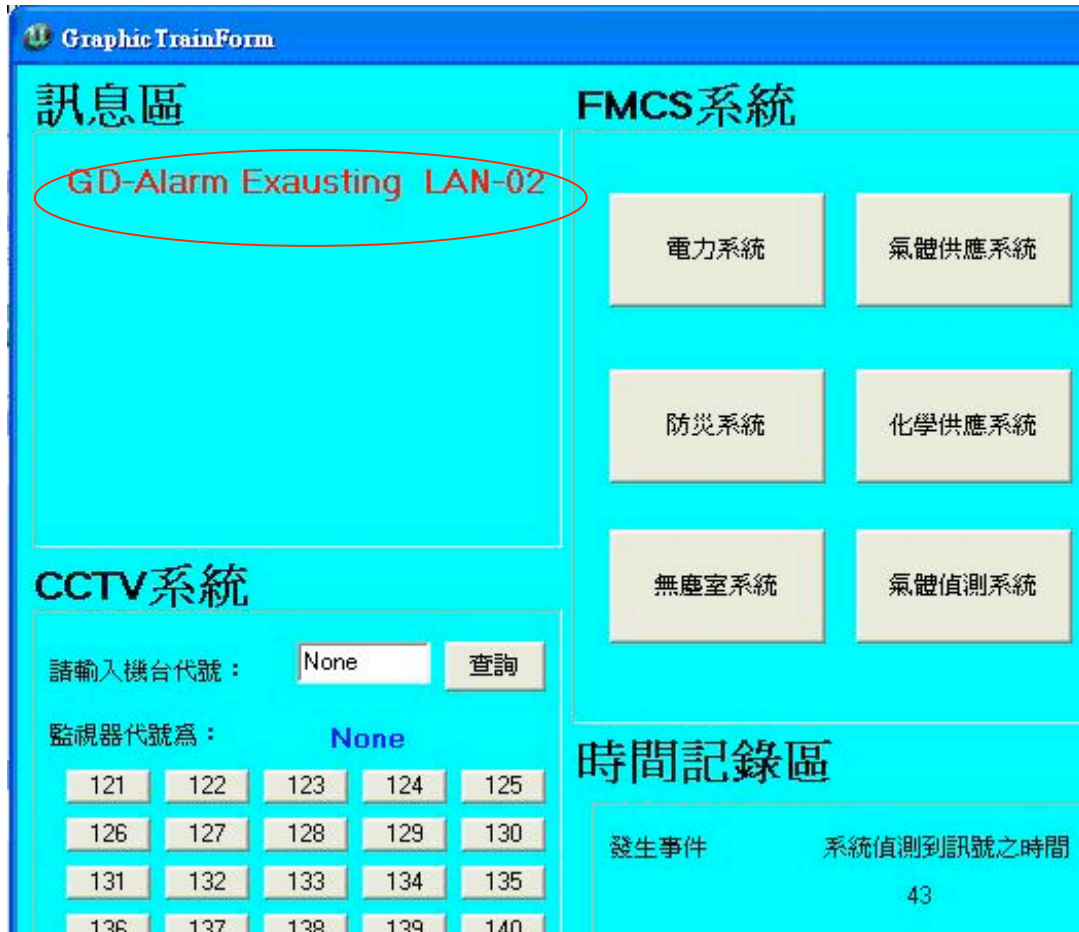 GraphicTrainForm
訊息區
GD-Alarm Exausting LAN-02
FMCS系統
電力系統 氣體供應系統
防災系統 化學供應系統
無塵室系統 氣體偵測系統
CCTV系統
請輸入機台代號： None 查詢
監視器代號為： None
121 122 123 124 125
126 127 128 129 130
131 132 133 134 135
136 137 138 139 140
時間記錄區
發生事件 系統偵測到訊號之時間
43